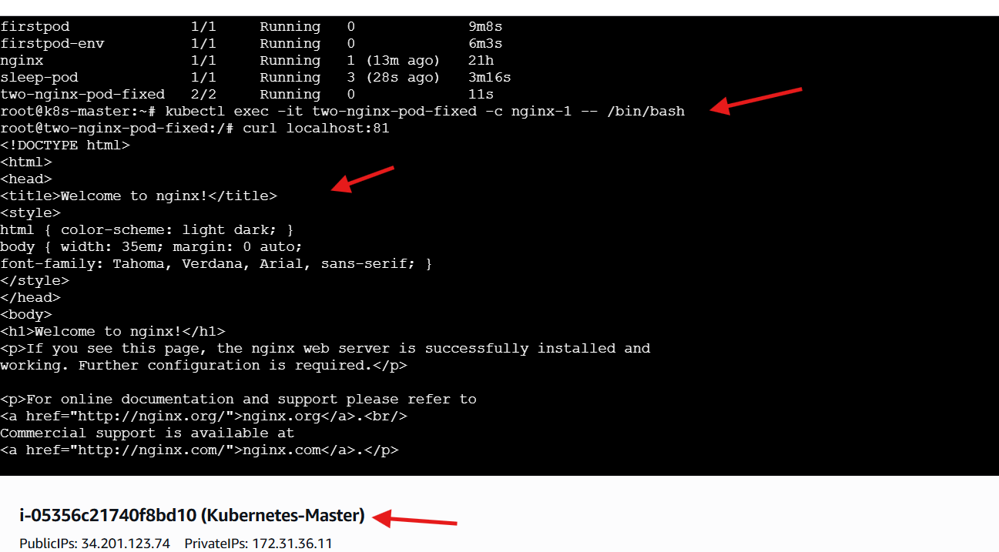 firstpod 1/1 Running 0 9m8s
firstpod-env 1/1 Running 0 6m3s
nginx 1/1 Running 1 (13m ago) 21h
sleep-pod 1/1 Running 3 (28s ago) 3m16s
two-nginx-pod-fixed 2/2 Running 0 11s
root@k8s-master:~# kubectl exec -it two-nginx-pod-fixed -c nginx-1 -- /bin/bash
root@two-nginx-pod-fixed:/# curl localhost:81
<!DOCTYPE html>
<html>
<head>
<title>Welcome to nginx!</title>
<style>
html { color-scheme: light dark; }
body { width: 35em; margin: 0 auto;
font-family: Tahoma, Verdana, Arial, sans-serif; }
</style>
</head>
<body>
<h1>Welcome to nginx!</h1>
<p>If you see this page, the nginx web server is successfully installed and
working. Further configuration is required.</p>
<p>For online documentation and support please refer to
<a href="http://nginx.org/">nginx.org</a>.<br/>
Commercial support is available at
<a href="http://nginx.com/">nginx.com</a>.</p>
i-05356c21740f8bd10 (Kubernetes-Master)
PublicIPs: 34.201.123.74 PrivateIPs: 172.31.36.11